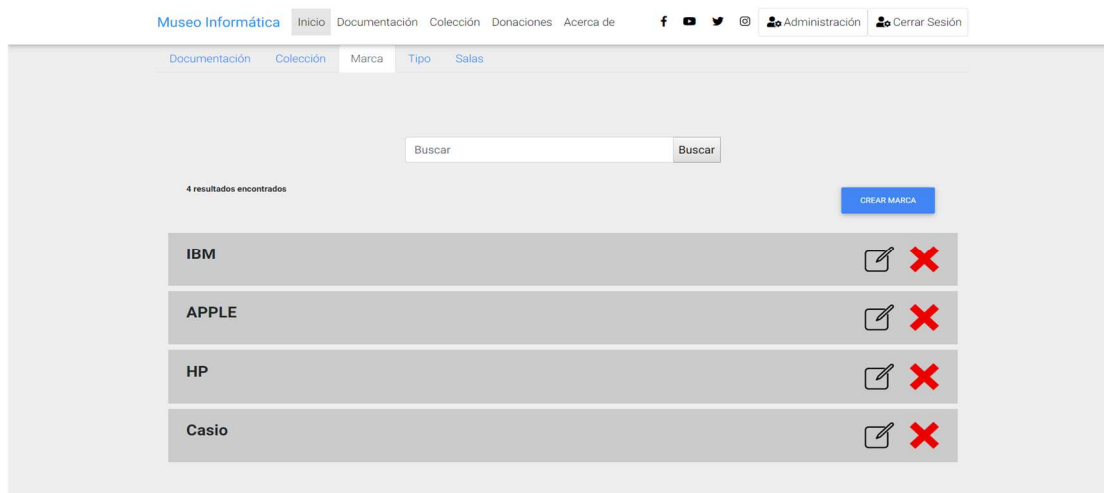 Museo Informática Inicio Documentación Colección Donaciones Acerca de Administración Cerrar Sesión
Documentación Colección Marca Tipo Salas
Buscar Buscar
4 resultados encontrados
CREAR MARCA
IBM
APPLE
HP
Casio